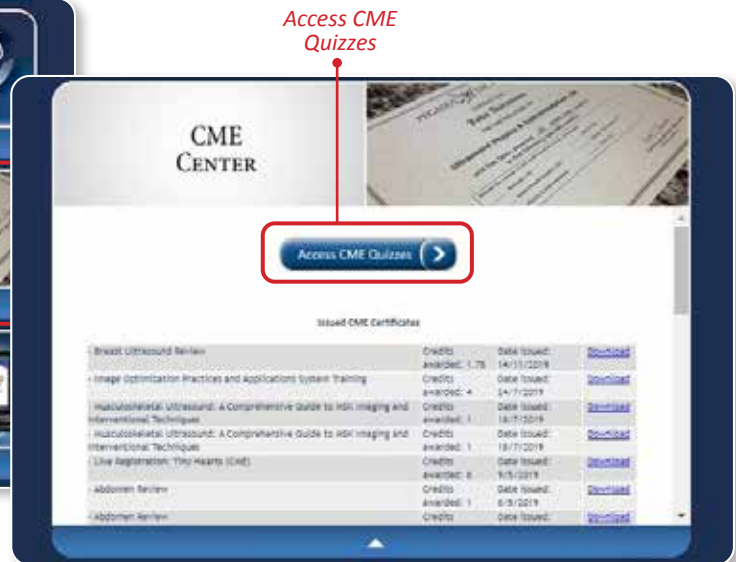 Access CME
Quizzes
CME
CENTER
Access CME Quizzes
Issued CME Certificates
- Breast Ultrasound Review Credits Date Issued: Download
awarded: 1.75 14/11/2019
- Image Optimization Practices and Applications System Training Credits Date Issued: Download
awarded: 4 24/7/2019
- Musculoskeletal Ultrasound: A Comprehensive Guide to MSK Imaging and Credits Date Issued: Download
Interventional Techniques awarded: 1 18/7/2019
- Musculoskeletal Ultrasound: A Comprehensive Guide to MSK Imaging and Credits Date Issued: Download
Interventional Techniques awarded: 1 18/7/2019
- Live Registration: Tiny Hearts (CME) Credits Date Issued: Download
awarded: 9/5/2019
- Abdomen Review Credits Date Issued: Download
awarded: 1 6/5/2019
- Abdomen Review Credits Date Issued: Download